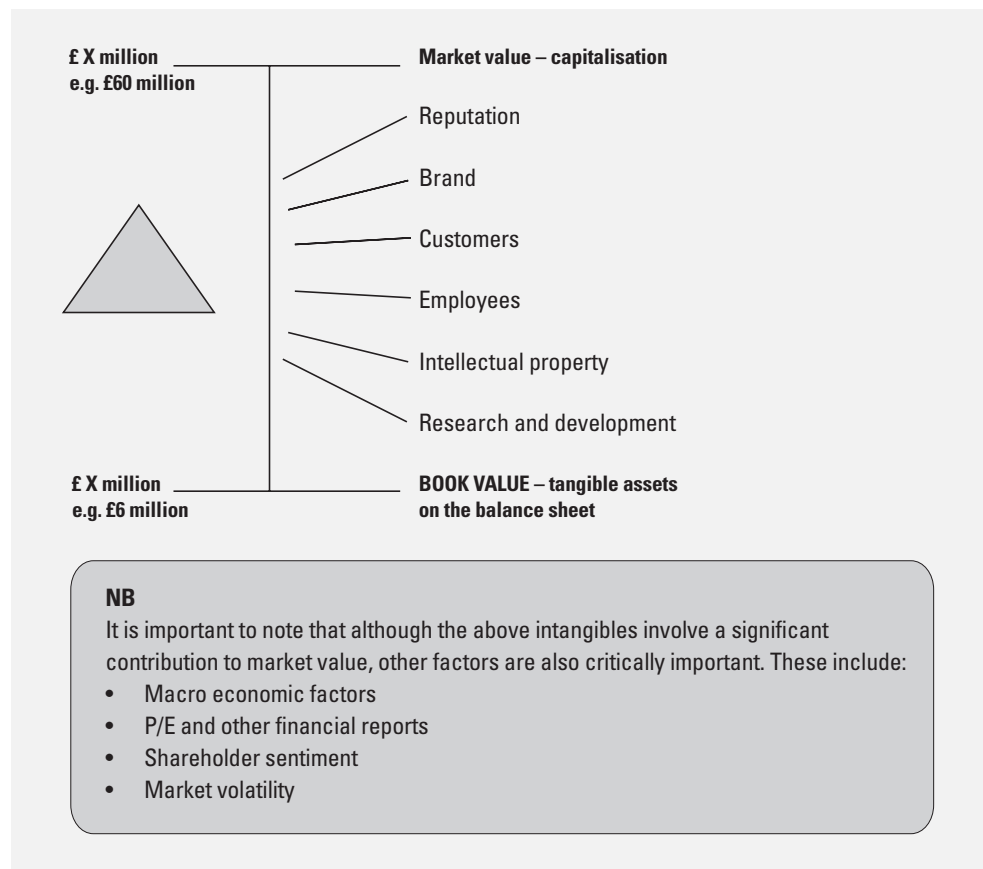 £ X million
e.g. £60 million
Market value – capitalisation
Reputation
Brand
Customers
Employees
Intellectual property
Research and development
£ X million
e.g. £6 million
BOOK VALUE – tangible assets
on the balance sheet
NB
It is important to note that although the above intangibles involve a significant
contribution to market value, other factors are also critically important. These include:
• Macro economic factors
• P/E and other financial reports
• Shareholder sentiment
• Market volatility